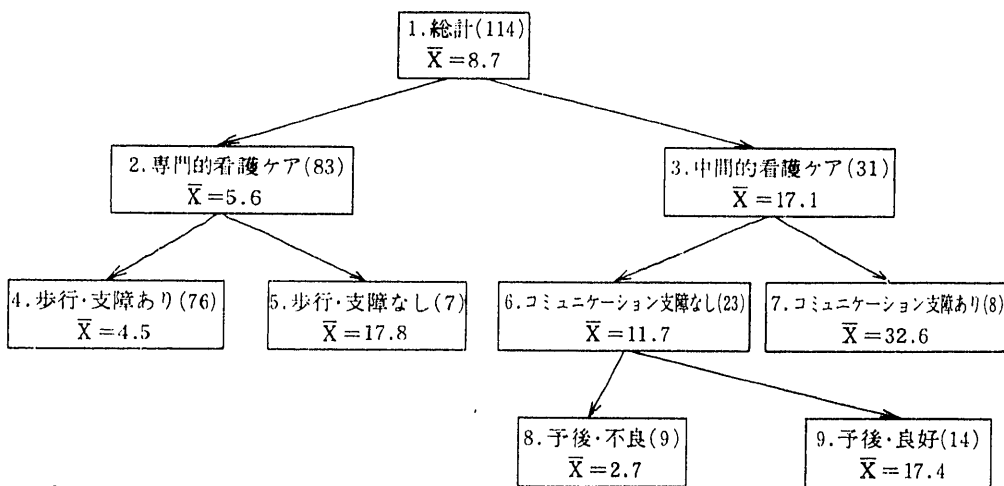 1.総計(114)
X̄=8.7
2.専門的看護ケア(83)
X̄=5.6
3.中間的看護ケア(31)
X̄=17.1
4.歩行·支障あり(76)
X̄=4.5
5.歩行·支障なし(7)
X̄=17.8
6.コミュニケーション支障なし(23)
X̄=11.7
7.コミュニケーション支障あり(8)
X̄=32.6
8.予後·不良(9)
X̄=2.7
9.予後·良好(14)
X̄=17.4